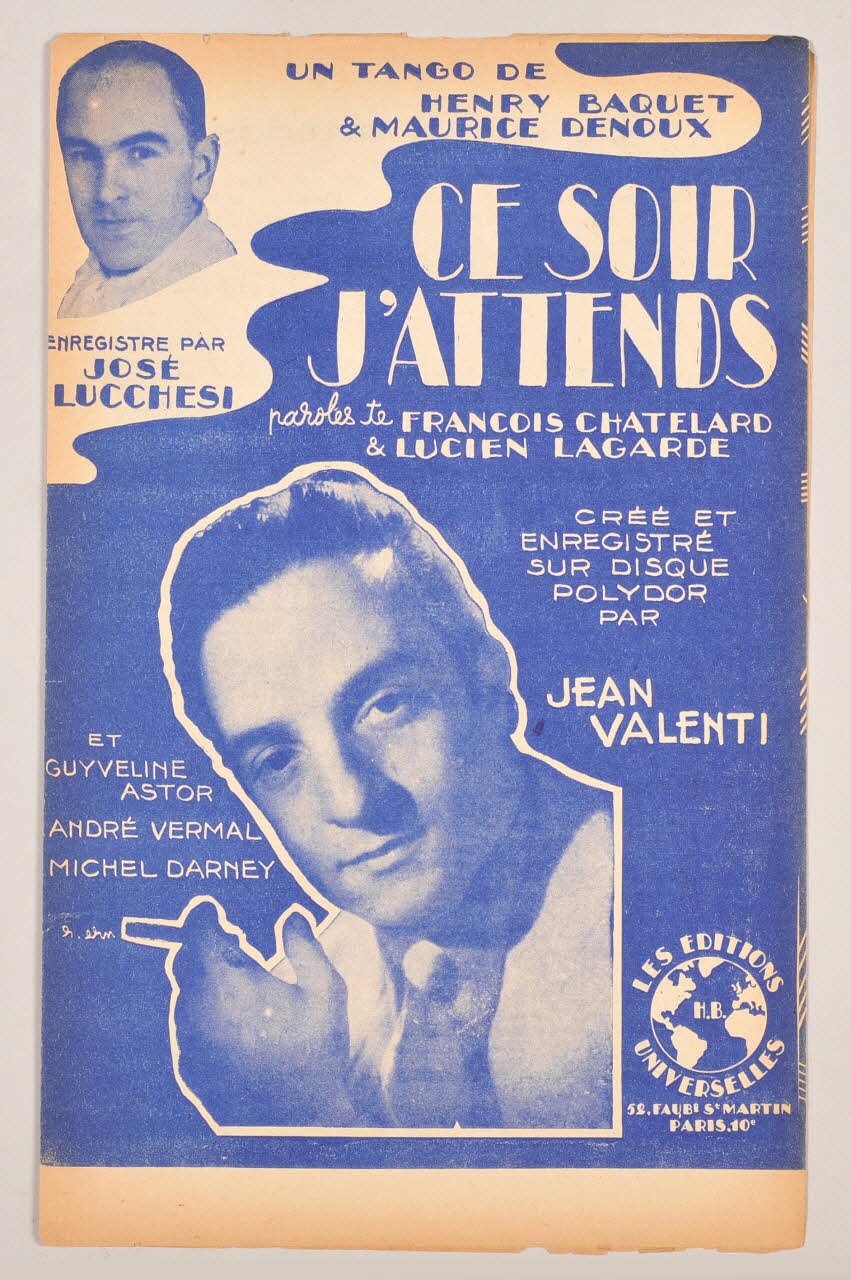 UN TANGO DE
HENRY BAQUET
& MAURICE DENOUX
CE SOIR
J'ATTENDS
ENREGISTRE PAR
JOSÉ
LUCCHESI
paroles de FRANCOIS CHATELARD
& LUCIEN LAGARDE
CRÉÉ ET
ENREGISTRÉ
SUR DISQUE
POLYDOR
PAR
JEAN
VALENTI
ET
GUYVELINE
ASTOR
ANDRÉ VERMAL
MICHEL DARNEY
LES EDITIONS
H.B.
UNIVERSELLES
52, FAUBG ST MARTIN
PARIS, 10e